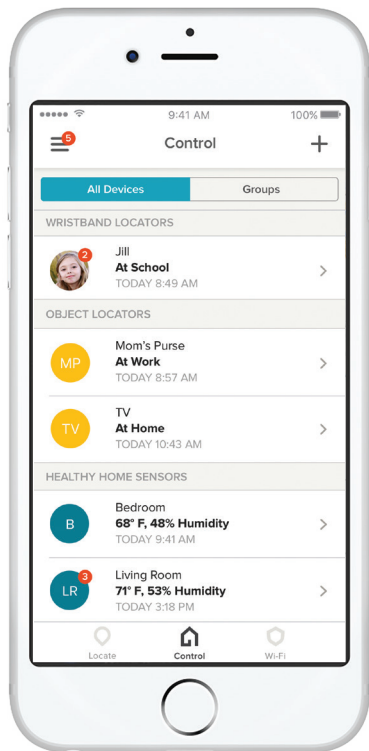 9:41 AM
100%
5
Control
All Devices
Groups
WRISTBAND LOCATORS
2
Jill
At School
TODAY 8:49 AM
OBJECT LOCATORS
MP
Mom's Purse
At Work
TODAY 8:57 AM
TV
TV
At Home
TODAY 10:43 AM
HEALTHY HOME SENSORS
B
Bedroom
68° F, 48% Humidity
TODAY 9:41 AM
3
LR
Living Room
71° F, 53% Humidity
TODAY 3:18 PM
Locate
Control
Wi-Fi